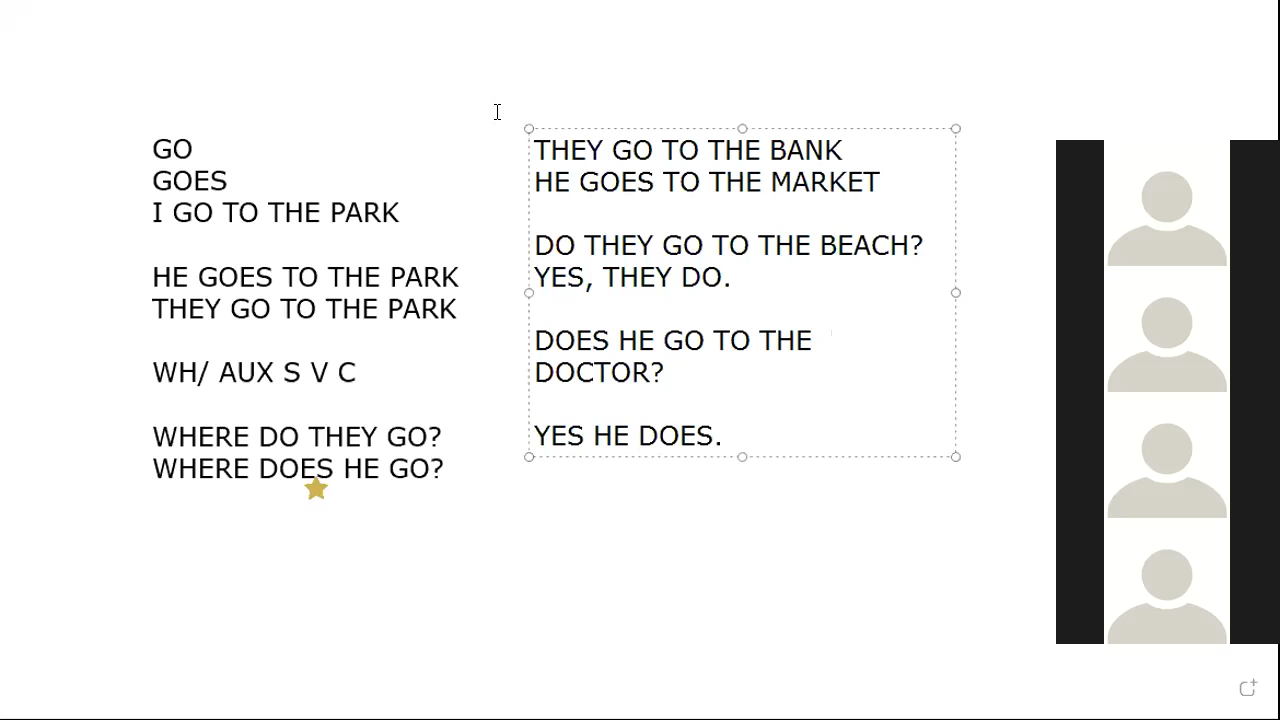 GO
GOES
I GO TO THE PARK
HE GOES TO THE PARK
THEY GO TO THE PARK
WH/ AUX S V C
WHERE DO THEY GO?
WHERE DOES HE GO?
THEY GO TO THE BANK
HE GOES TO THE MARKET
DO THEY GO TO THE BEACH?
YES, THEY DO.
DOES HE GO TO THE
DOCTOR?
YES HE DOES.